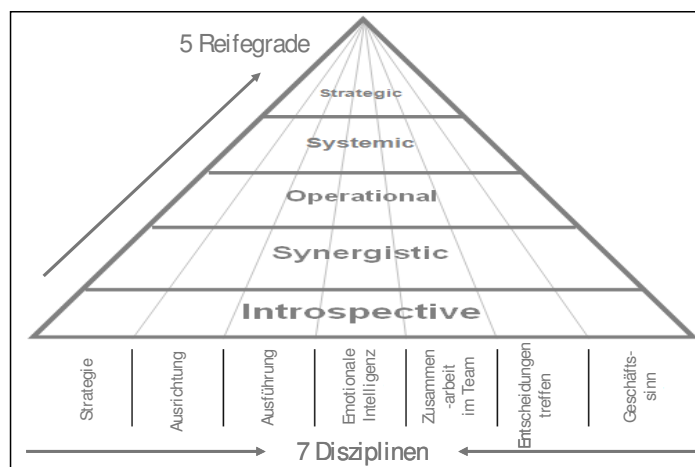 5 Reifegrade
Strategic
Systemic
Operational
Synergistic
Introspective
Strategie
Ausrichtung
Ausführung
Emotionale
Intelligenz
Zusammen
-arbeit
im Team
Entscheidungen
treffen
Geschäfts-
sinn
7 Disziplinen